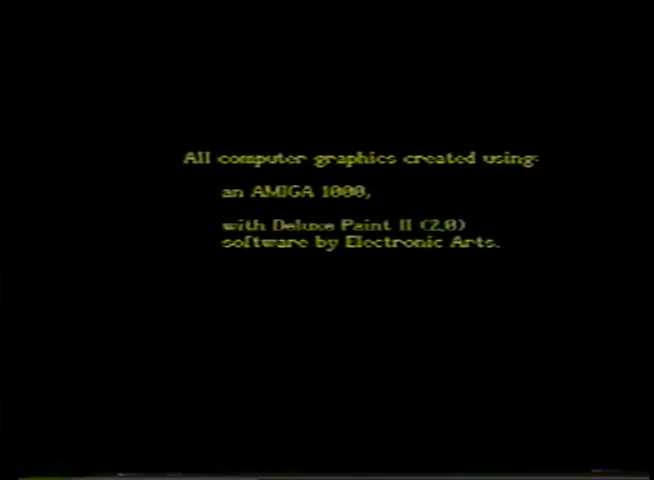 All computer graphics created using:
an AMIGA 1000,
with Deluxe Paint II (2.0)
software by Electronic Arts.